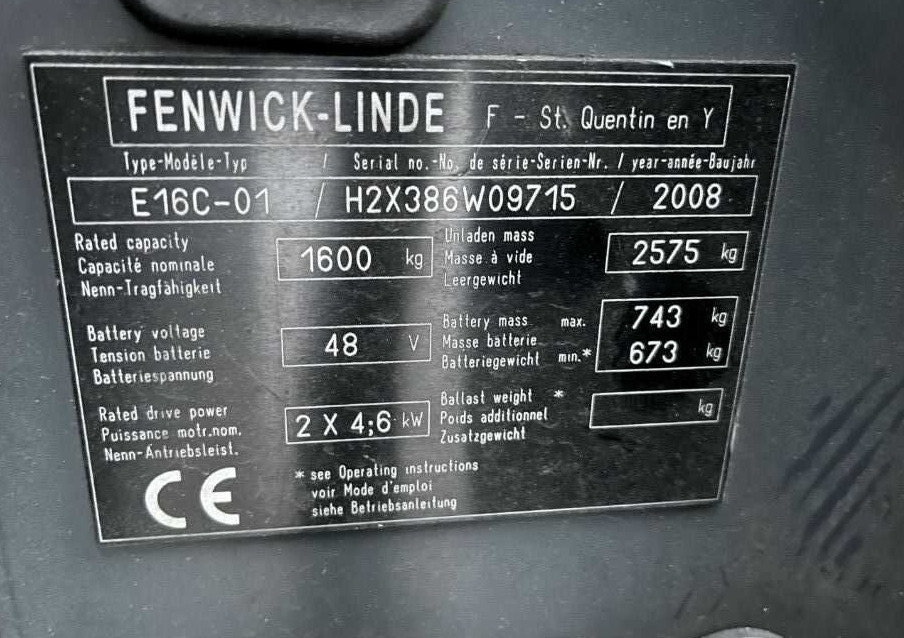 FENWICK-LINDE F - St. Quentin en Y
Type-Modèle-Typ / Serial no.-No. de série-Serien-Nr. / year-année-Baujahr
E16C-01 / H2X386W09715 / 2008
Rated capacity
Capacité nominale
Nenn-Tragfähigkeit
1600 kg
Unladen mass
Masse à vide
Leergewicht
2575 kg
Battery voltage
Tension batterie
Batteriespannung
48 V
Battery mass max.
Masse batterie
Batteriegewicht min.*
743 kg
673 kg
Rated drive power
Puissance motr.nom.
Nenn-Antriebsleist.
2 X 4;6 kW
Ballast weight *
Poids additionnel
Zusatzgewicht
kg
CE
* see Operating instructions
voir Mode d'emploi
siehe Betriebsanleitung